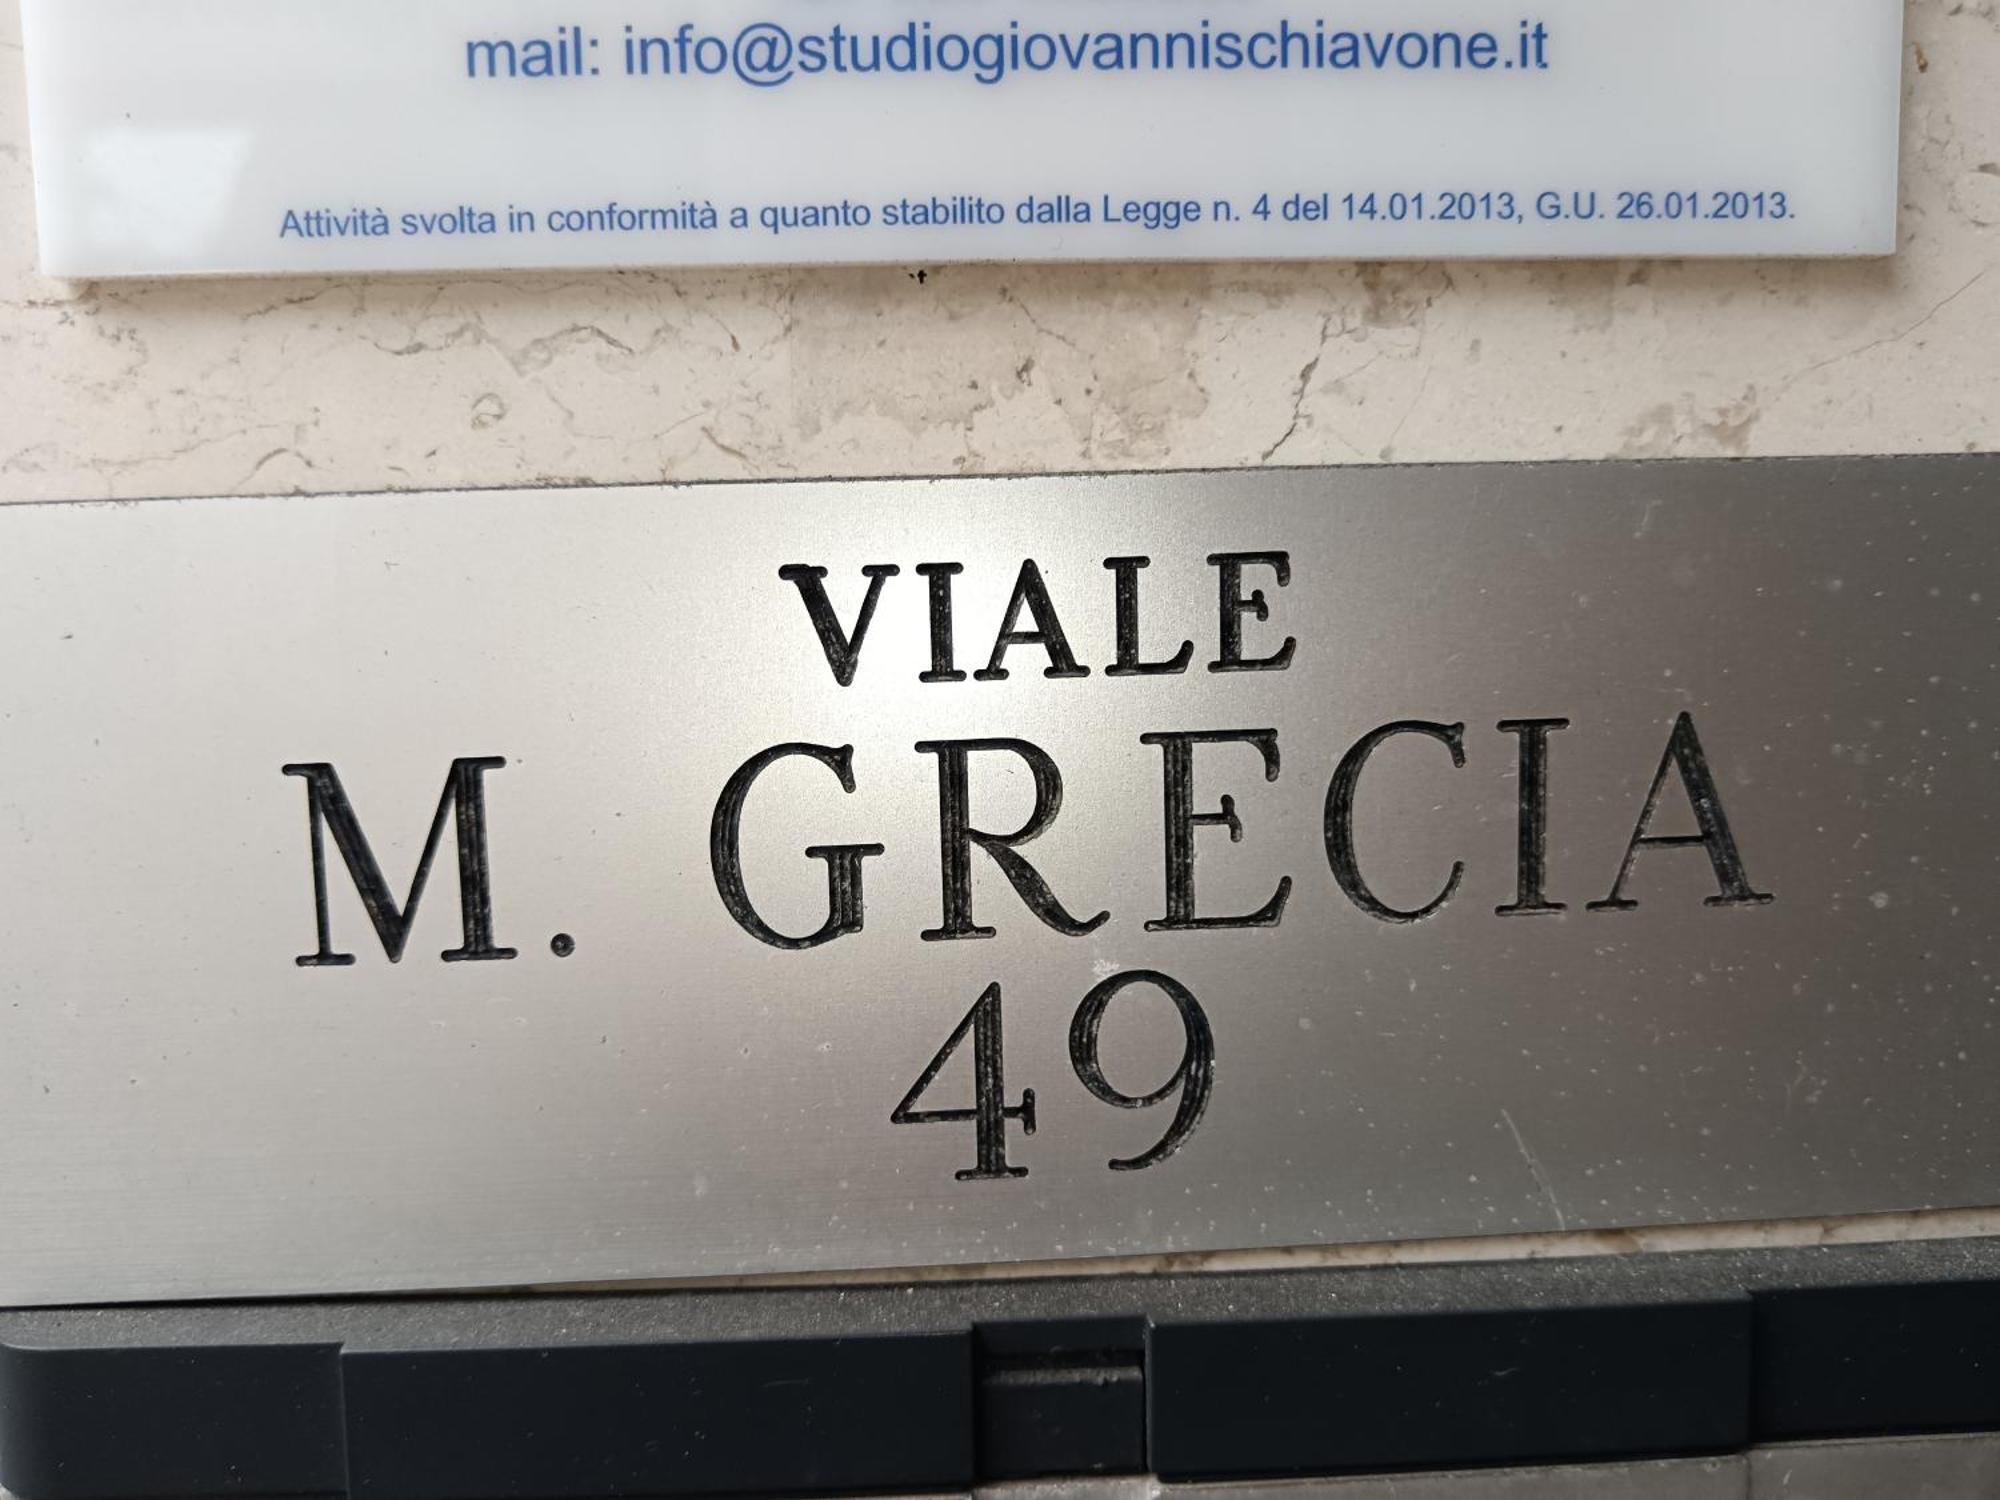 mail: info@studiogiovannischiavone.it
Attività svolta in conformità a quanto stabilito dalla Legge n. 4 del 14.01.2013, G.U. 26.01.2013.
VIALE
M. GRECIA
49